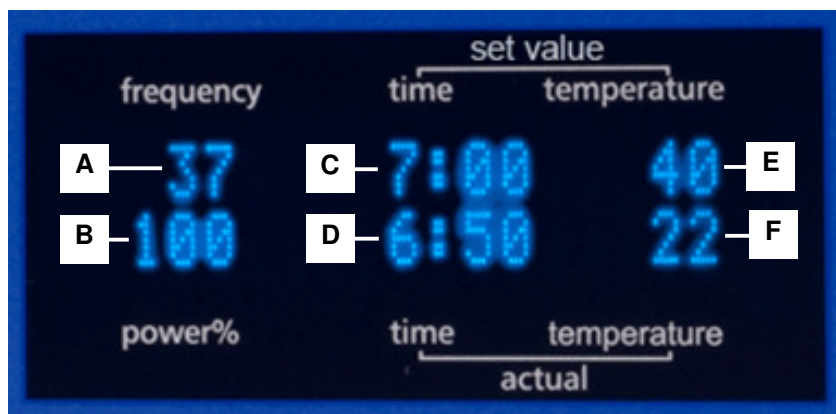 set value
frequency time temperature
A 37 C 7:00 40 E
B 100 D 6:50 22 F
power% time temperature
actual